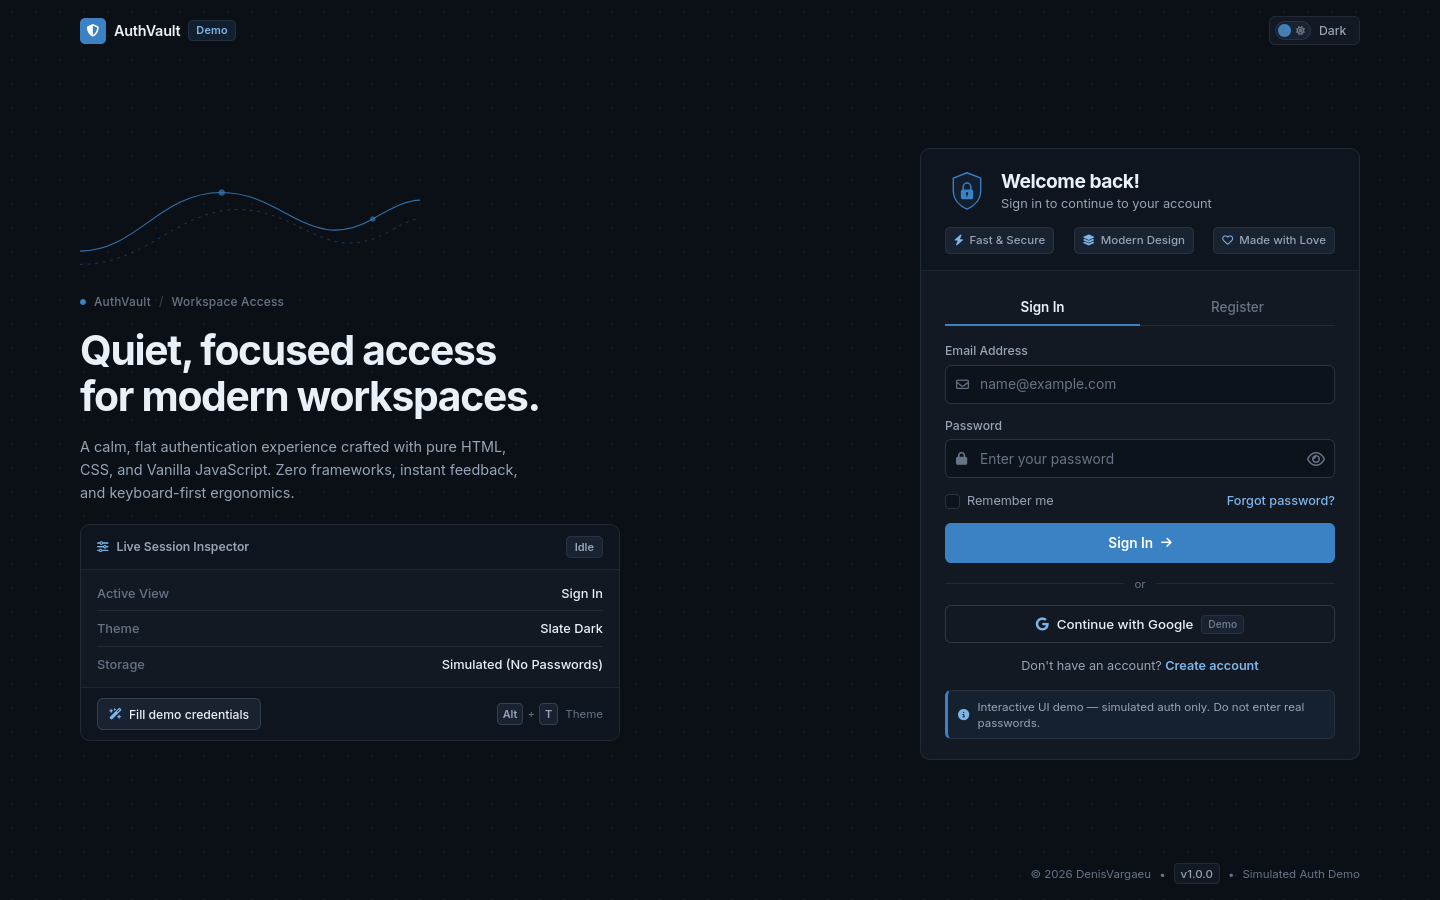 AuthVault Demo
Dark
AuthVault / Workspace Access
Quiet, focused access
for modern workspaces.
A calm, flat authentication experience crafted with pure HTML,
CSS, and Vanilla JavaScript. Zero frameworks, instant feedback,
and keyboard-first ergonomics.
Live Session Inspector Idle
Active View Sign In
Theme Slate Dark
Storage Simulated (No Passwords)
Fill demo credentials Alt + T Theme
Welcome back!
Sign in to continue to your account
Fast & Secure Modern Design Made with Love
Sign In Register
Email Address
name@example.com
Password
Enter your password
Remember me Forgot password?
Sign In
or
Continue with Google Demo
Don't have an account? Create account
Interactive UI demo — simulated auth only. Do not enter real
passwords.
© 2026 DenisVargaeu • v1.0.0 • Simulated Auth Demo